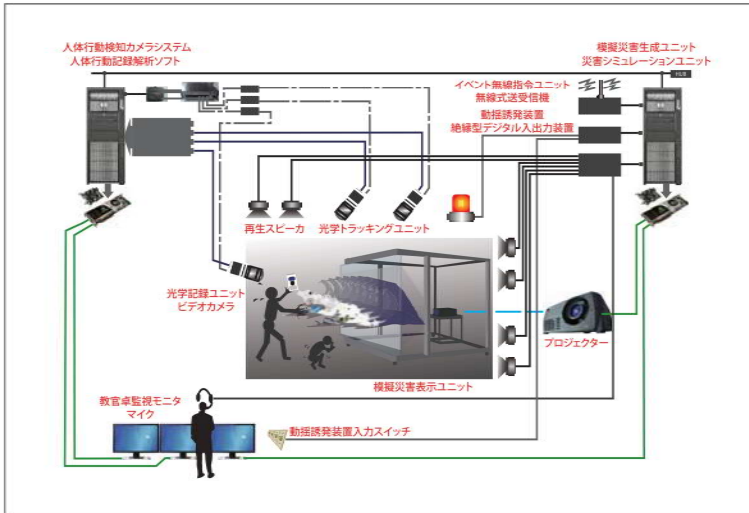 人体行動検知カメラシステム
人体行動記録解析ソフト
模擬災害生成ユニット
災害シミュレーションユニット
HUB
イベント無線指令ユニット
無線式送受信機
動揺誘発装置
絶縁型デジタル入出力装置
再生スピーカ
光学トラッキングユニット
光学記録ユニット
ビデオカメラ
プロジェクター
模擬災害表示ユニット
教官卓監視モニタ
マイク
動揺誘発装置入力スイッチ